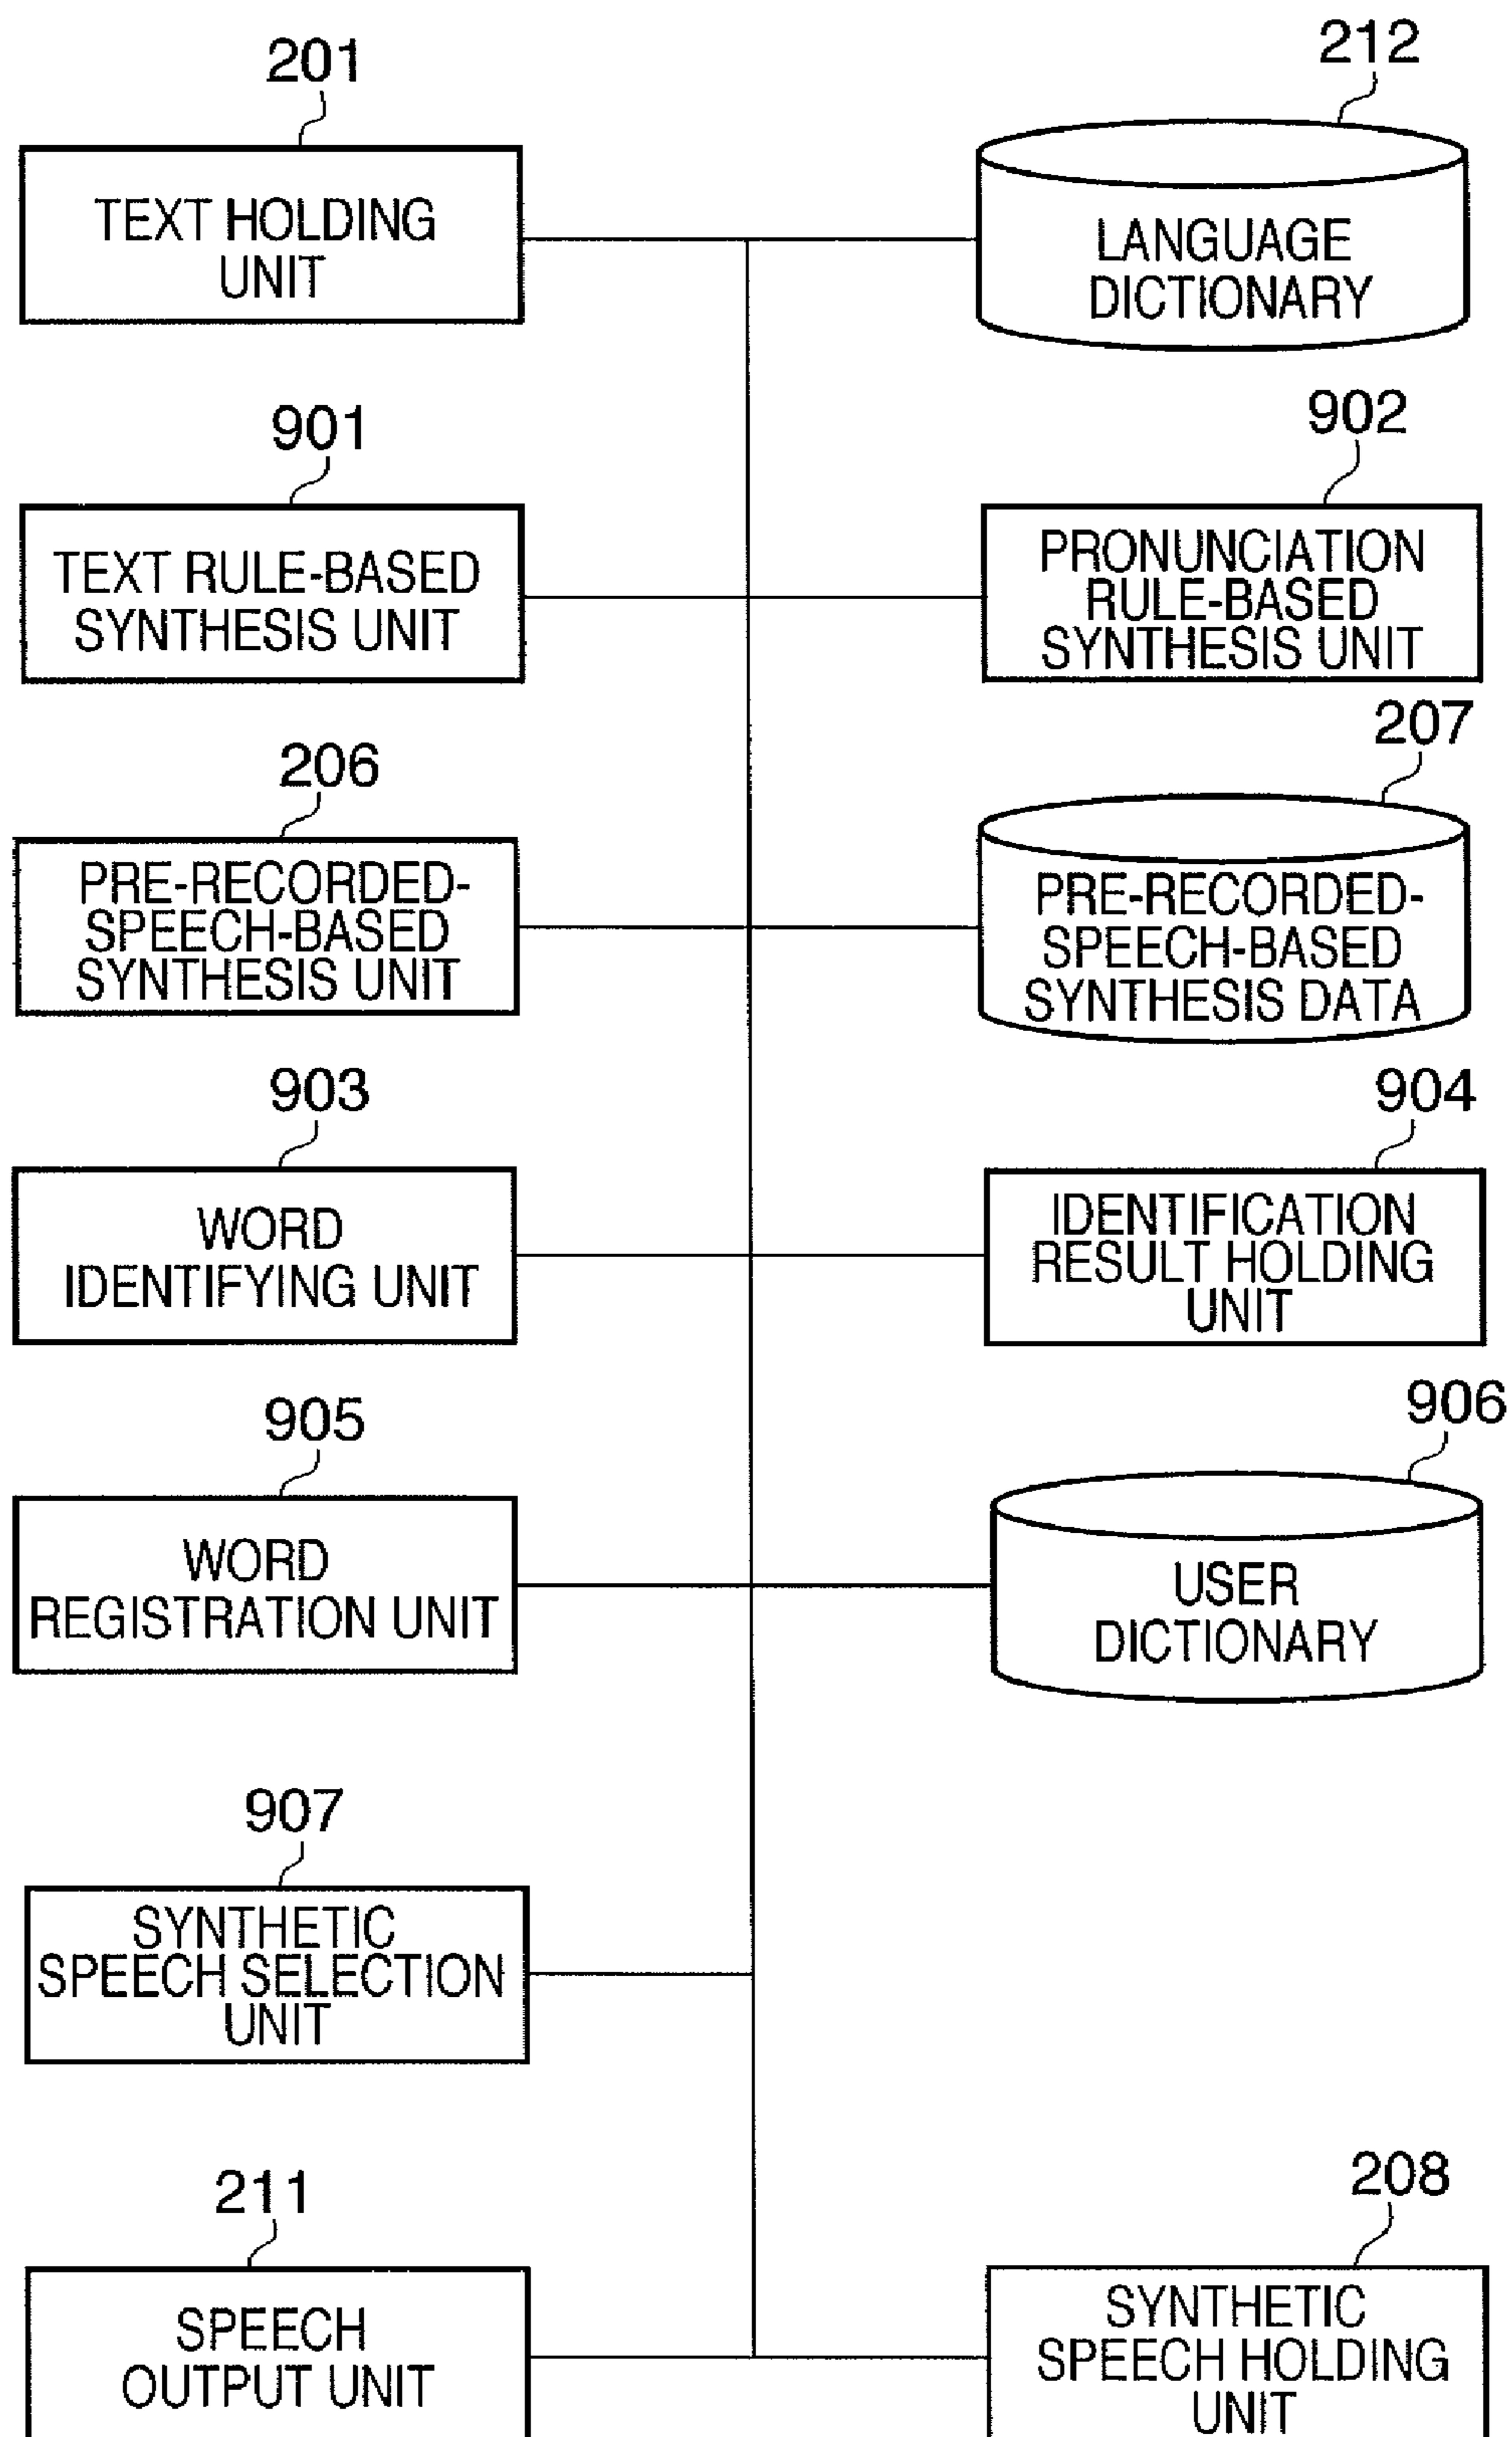 201
TEXT HOLDING
UNIT
212
LANGUAGE
DICTIONARY
901
TEXT RULE-BASED
SYNTHESIS UNIT
902
PRONUNCIATION
RULE-BASED
SYNTHESIS UNIT
206
PRE-RECORDED-
SPEECH-BASED
SYNTHESIS UNIT
207
PRE-RECORDED-
SPEECH-BASED
SYNTHESIS DATA
903
WORD
IDENTIFYING UNIT
904
IDENTIFICATION
RESULT HOLDING
UNIT
905
WORD
REGISTRATION UNIT
906
USER
DICTIONARY
907
SYNTHETIC
SPEECH SELECTION
UNIT
211
SPEECH
OUTPUT UNIT
208
SYNTHETIC
SPEECH HOLDING
UNIT